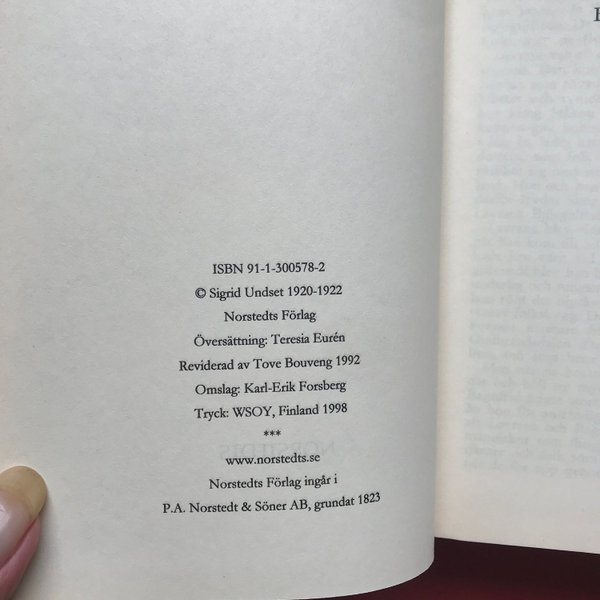 ISBN 91-1-300578-2
© Sigrid Undset 1920-1922
Norstedts Förlag
Översättning: Teresia Eurén
Reviderad av Tove Bouveng 1992
Omslag: Karl-Erik Forsberg
Tryck: WSOY, Finland 1998
***
www.norstedts.se
Norstedts Förlag ingår i
P.A. Norstedt & Söner AB, grundat 1823